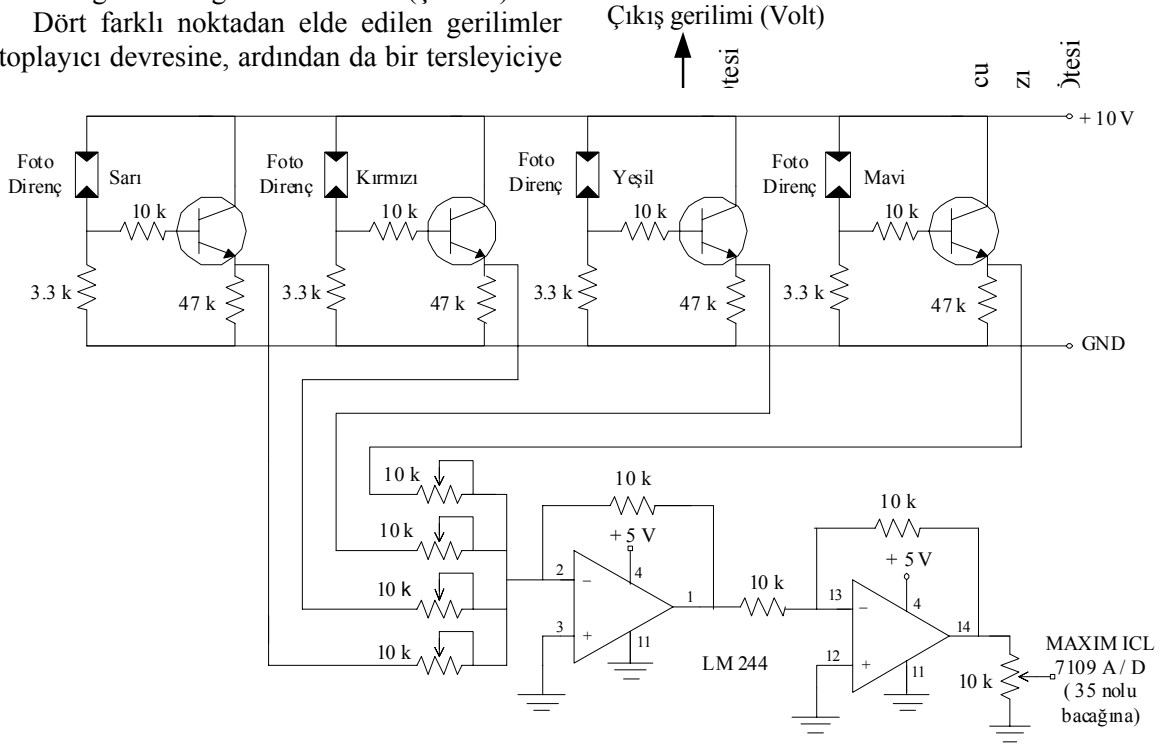 Dört farklı noktadan elde edilen gerilimler
toplayıcı devresine, ardından da bir tersleyiciye
Çıkış gerilimi (Volt)
cu
zı
+ 10 V
Foto
Direnç
Sarı
10 k
3.3 k
47 k
Foto
Direnç
Kırmızı
10 k
3.3 k
47 k
Foto
Direnç
Yeşil
10 k
3.3 k
47 k
Foto
Direnç
Mavi
10 k
3.3 k
47 k
GND
10 k
10 k
10 k
10 k
10 k
+ 5 V
2
−
4
1
3
+
11
LM 244
10 k
10 k
+ 5 V
13
−
4
14
12
+
11
10 k
MAXIM ICL
7109 A / D
( 35 nolu
bacağına)